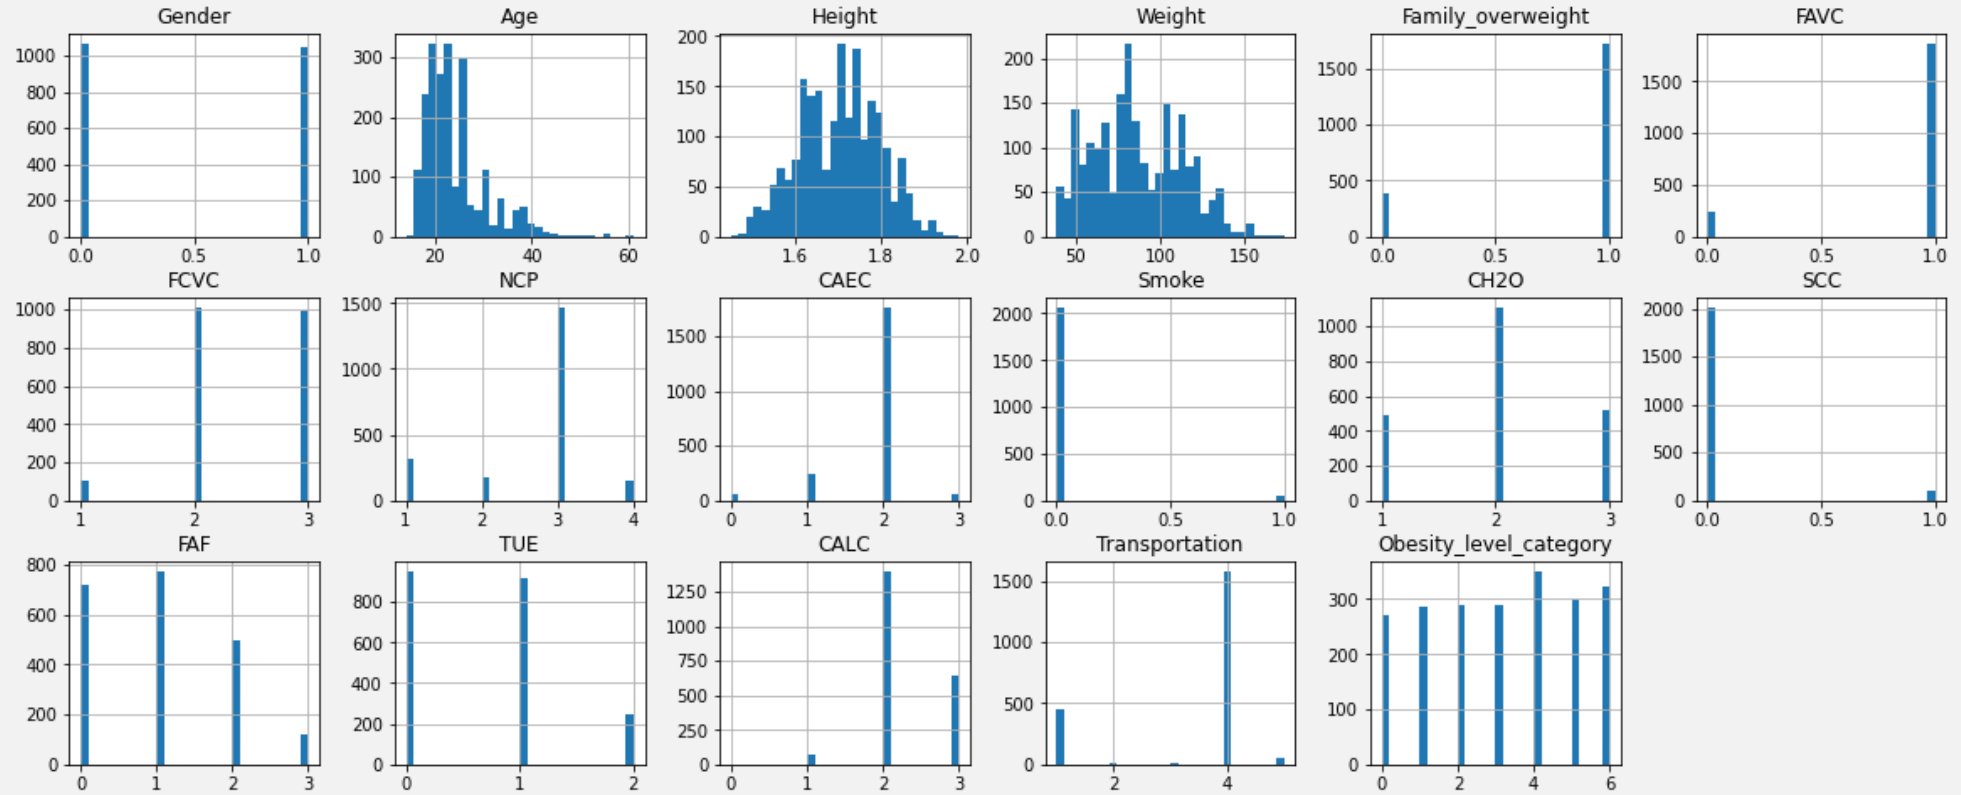 Gender Age Height Weight Family_overweight FAVC
1000 800 600 400 200 0
0.0 0.5 1.0
300 200 100 0
20 40 60
200 150 100 50 0
1.6 1.8 2.0
200 150 100 50 0
50 100 150
1500 1000 500 0
0.0 0.5 1.0
1500 1000 500 0
0.0 0.5 1.0
FCVC NCP CAEC Smoke CH2O SCC
1000 800 600 400 200 0
1 2 3
1500 1000 500 0
1 2 3 4
1500 1000 500 0
0 1 2 3
2000 1500 1000 500 0
0.0 0.5 1.0
1000 800 600 400 200 0
1 2 3
2000 1500 1000 500 0
0.0 0.5 1.0
FAF TUE CALC Transportation Obesity_level_category
800 600 400 200 0
0 1 2 3
800 600 400 200 0
0 1 2
1250 1000 750 500 250 0
0 1 2 3
1500 1000 500 0
2 4
300 200 100 0
0 2 4 6